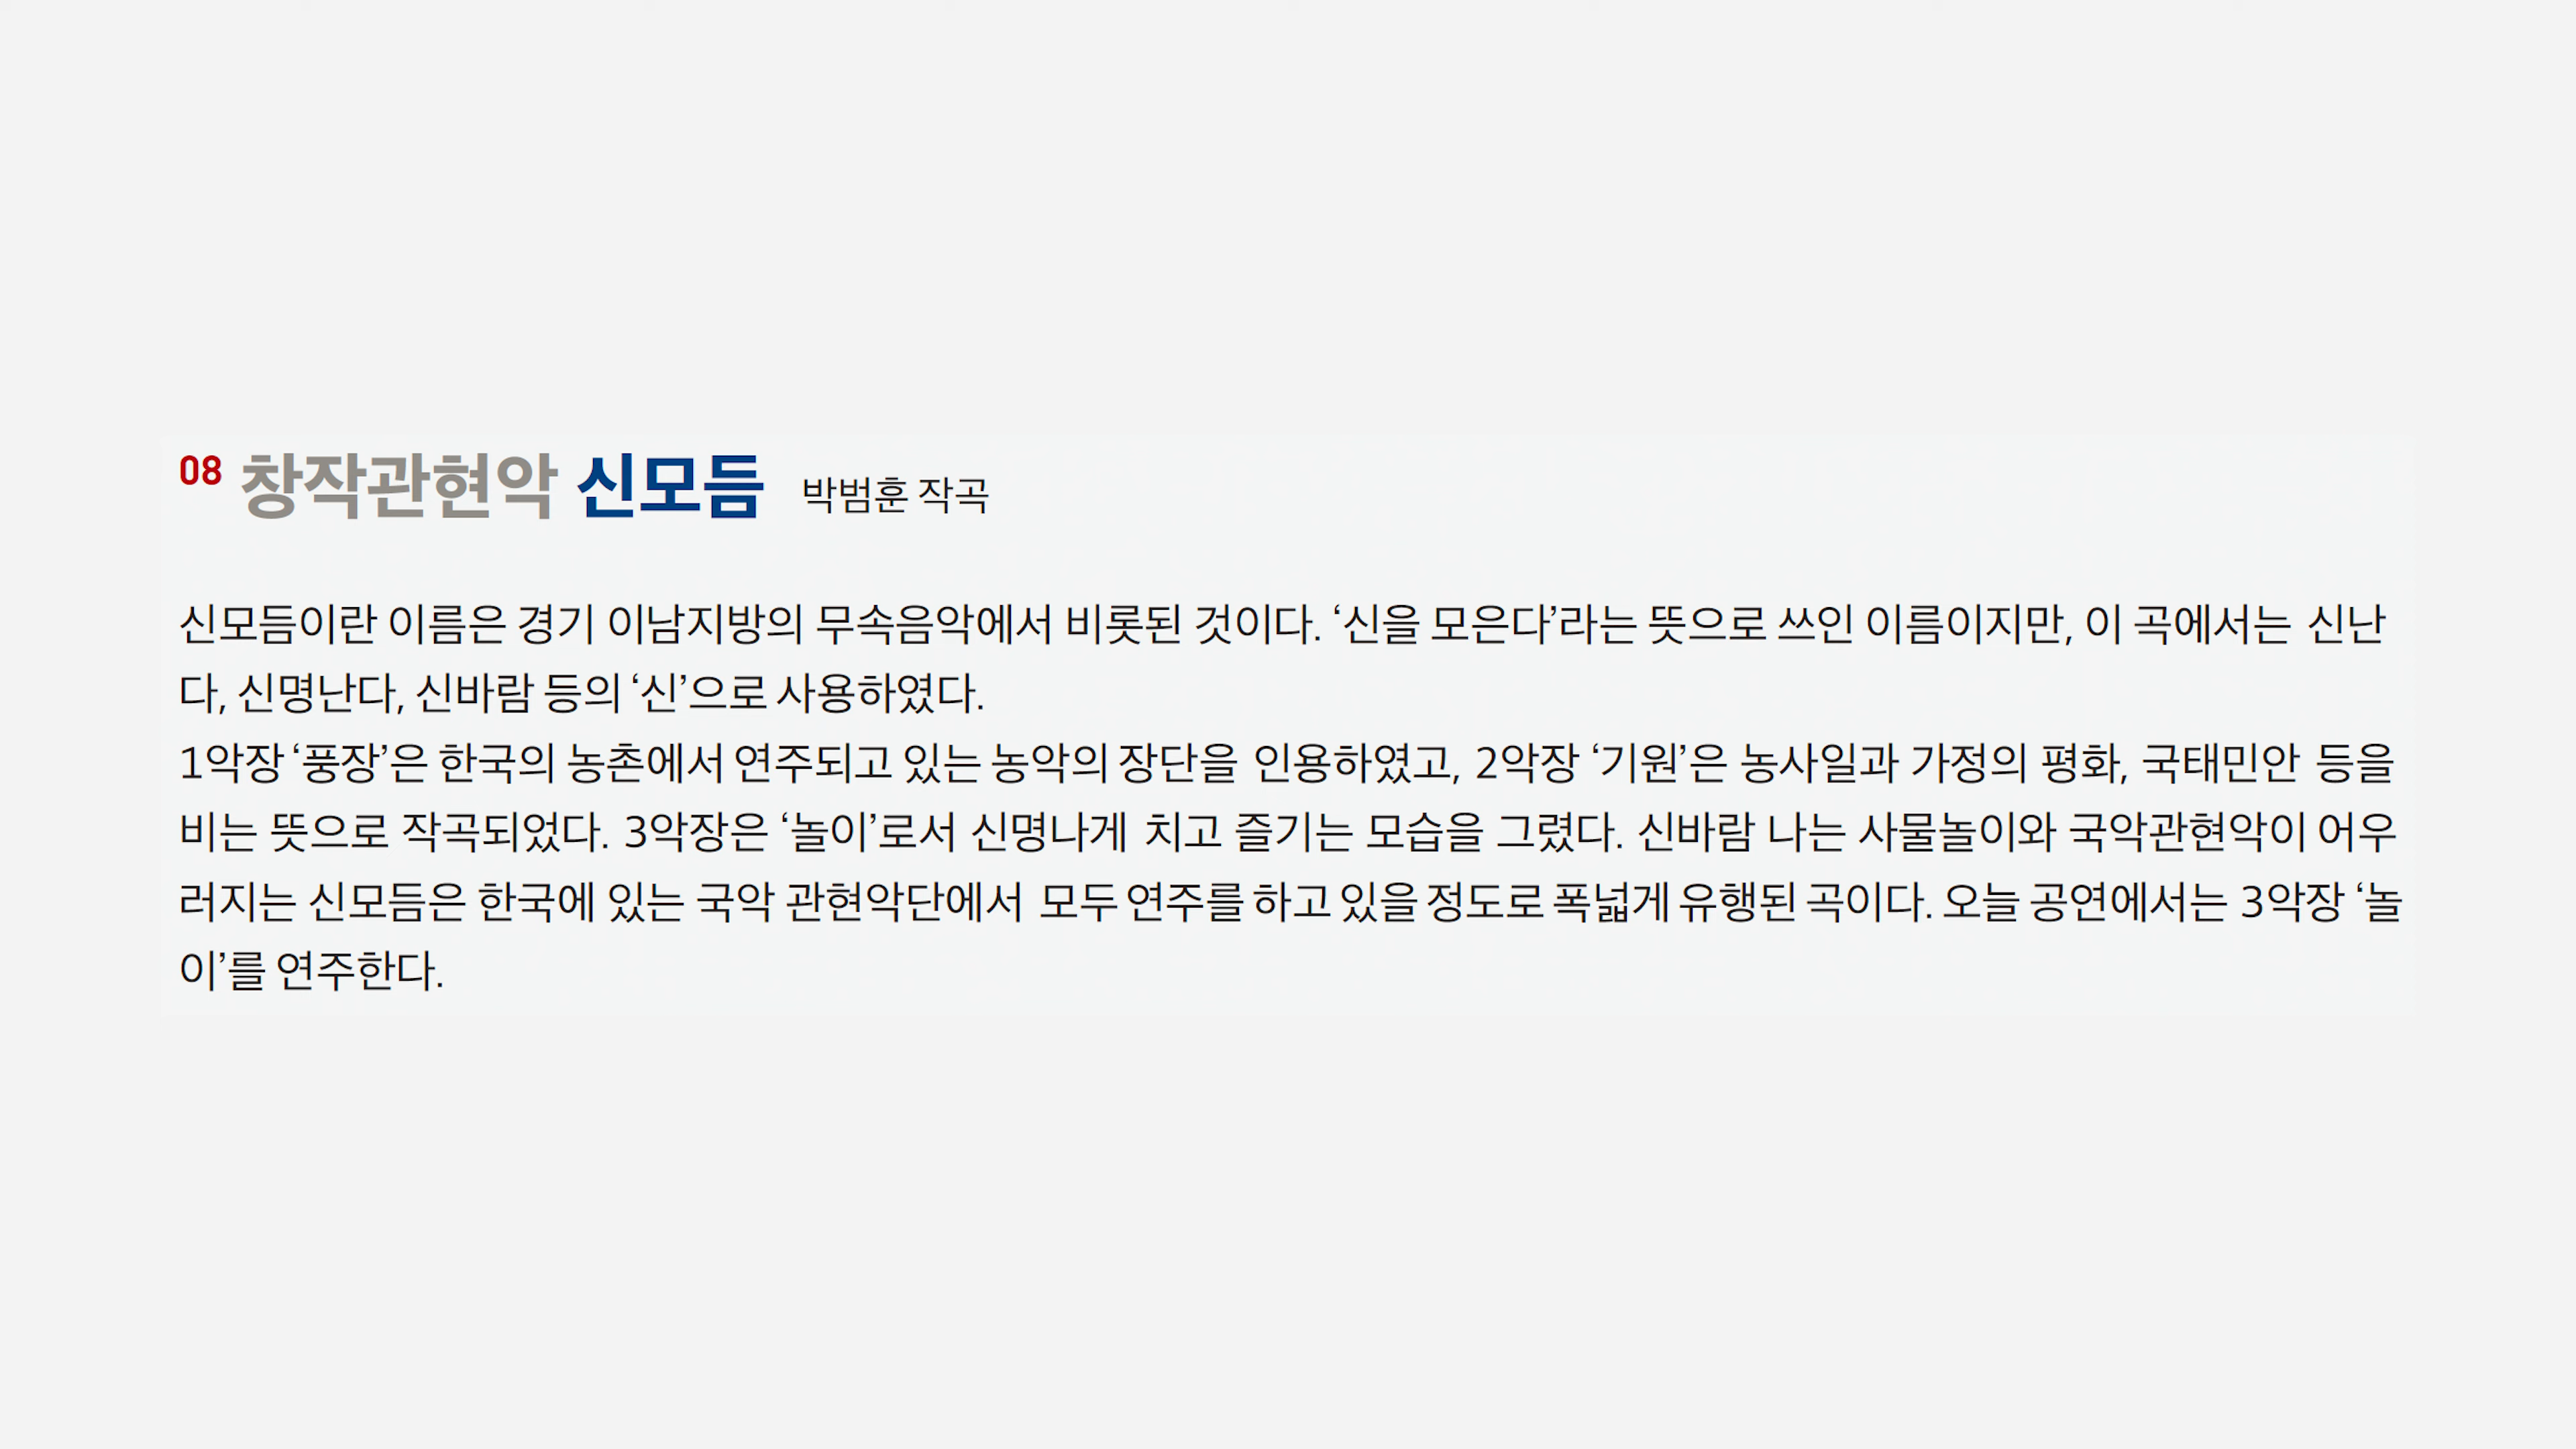 08 창작관현악 신모듬 박범훈 작곡
신모듬이란 이름은 경기 이남지방의 무속음악에서 비롯된 것이다. ‘신을 모은다’라는 뜻으로 쓰인 이름이지만, 이 곡에서는 신난
다, 신명난다, 신바람 등의 ‘신’으로 사용하였다.
1악장 ‘풍장’은 한국의 농촌에서 연주되고 있는 농악의 장단을 인용하였고, 2악장 ‘기원’은 농사일과 가정의 평화, 국태민안 등을
비는 뜻으로 작곡되었다. 3악장은 ‘놀이’로서 신명나게 치고 즐기는 모습을 그렸다. 신바람 나는 사물놀이와 국악관현악이 어우
러지는 신모듬은 한국에 있는 국악 관현악단에서 모두 연주를 하고 있을 정도로 폭넓게 유행된 곡이다. 오늘 공연에서는 3악장 ‘놀
이’를 연주한다.